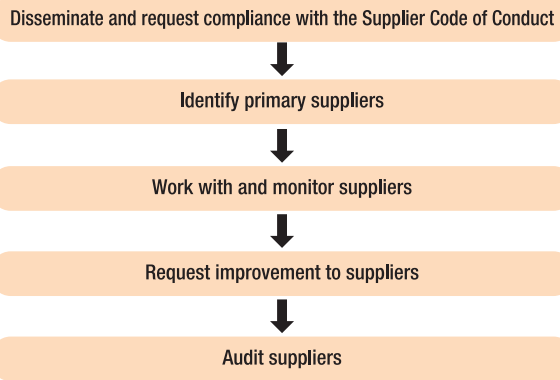 Disseminate and request compliance with the Supplier Code of Conduct
Identify primary suppliers
Work with and monitor suppliers
Request improvement to suppliers
Audit suppliers